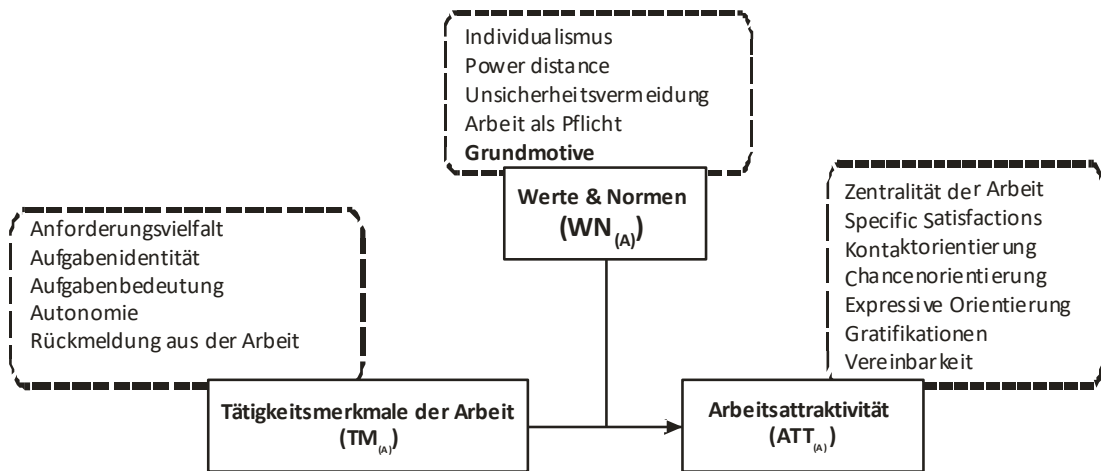 Individualismus
Power distance
Unsicherheitsvermeidung
Arbeit als Pflicht
Grundmotive
Werte & Normen
(WN(A))
Anforderungsvielfalt
Aufgabenidentität
Aufgabenbedeutung
Autonomie
Rückmeldung aus der Arbeit
Zentralität der Arbeit
Specific Satisfactions
Kontaktorientierung
Chancenorientierung
Expressive Orientierung
Gratifikationen
Vereinbarkeit
Tätigkeitsmerkmale der Arbeit
(TM(A))
Arbeitsattraktivität
(ATT(A))